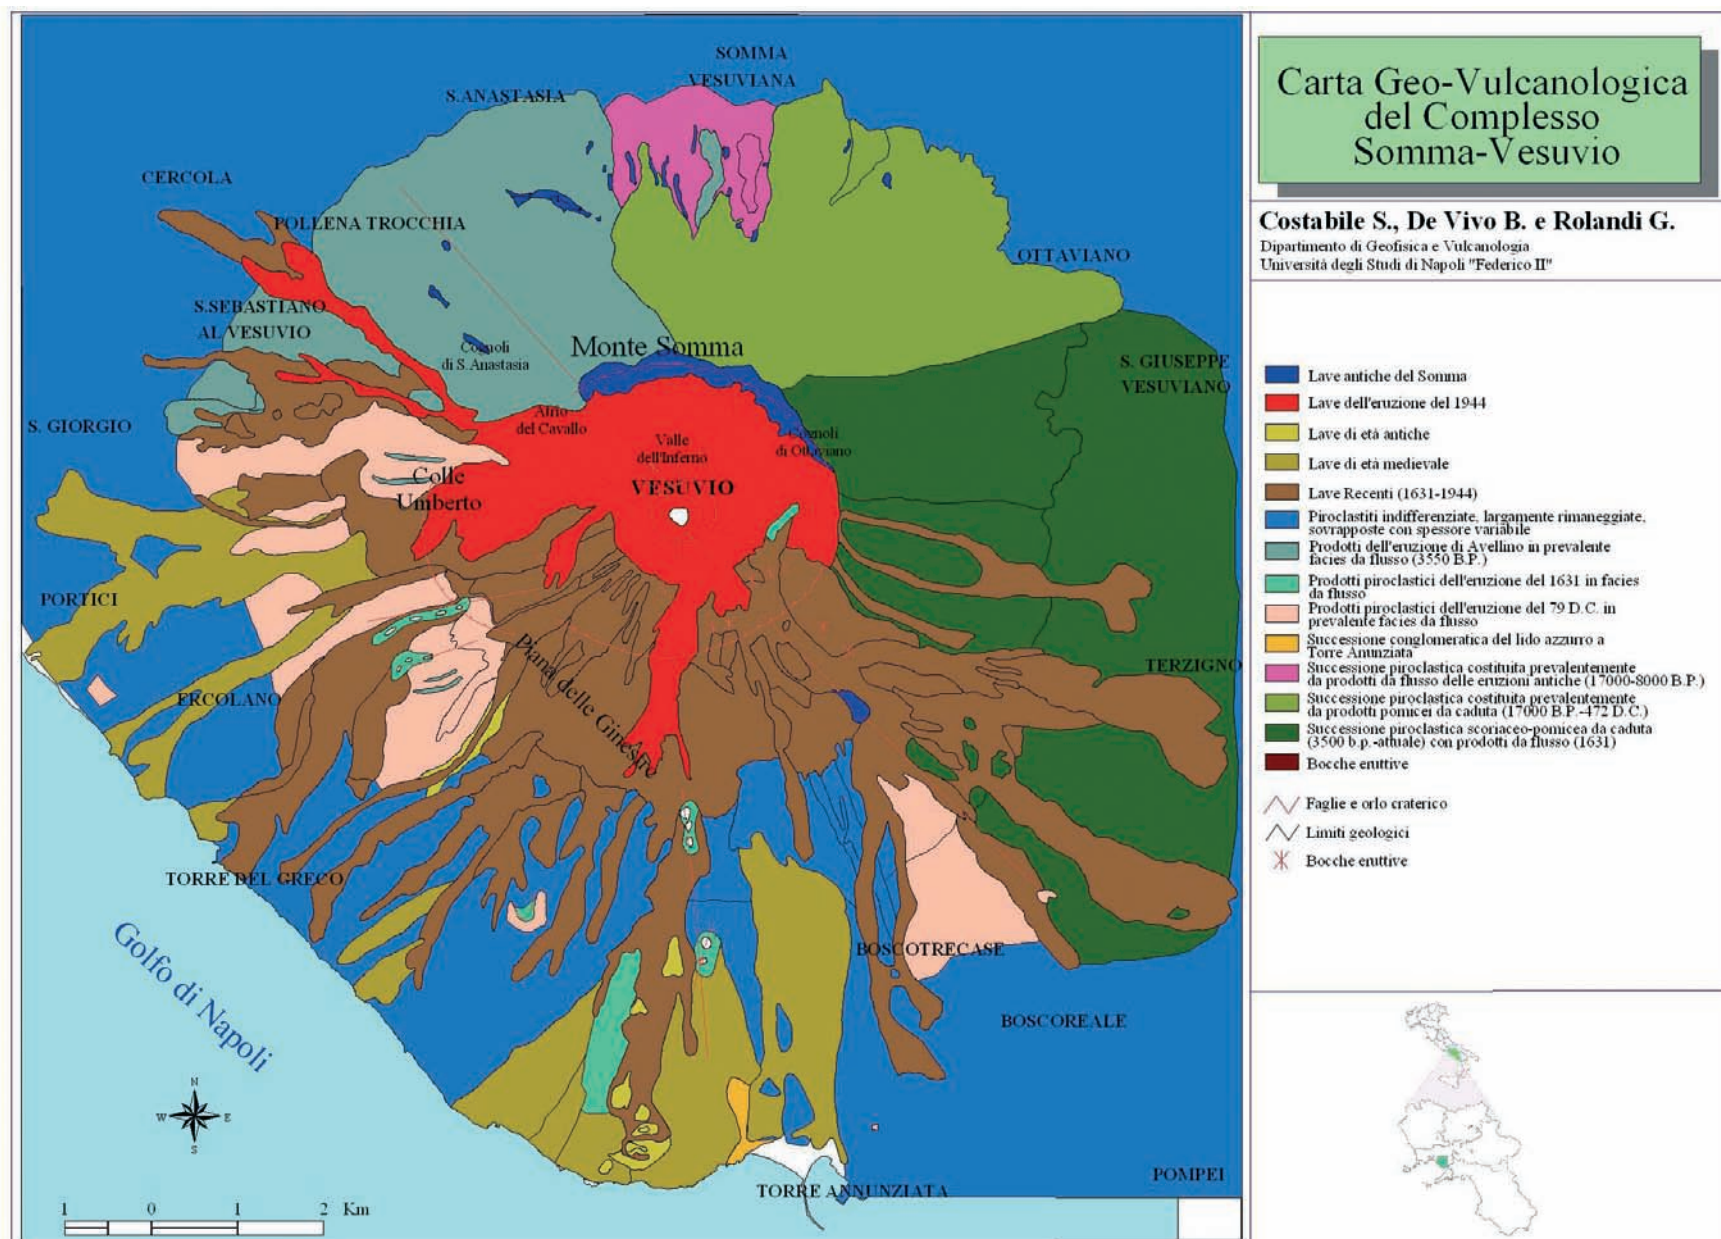 SOMMA
VESUVIANA
S.ANASTASIA
CERCOLA
POLLENA TROCCHIA
OTTAVIANO
S.SEBASTIANO
AL VESUVIO
Cognoli
di S. Anastasia
Monte Somma
S. GIUSEPPE
VESUVIANO
S. GIORGIO
Atrio
del Cavallo
Valle
dell'Inferno
Cognoli
di Ottaviano
Colle
Umberto
VESUVIO
PORTICI
Piana delle Ginestre
TERZIGNO
ERCOLANO
TORRE DEL GRECO
Golfo di Napoli
BOSCOTRECASE
BOSCOREALE
N
W E
S
POMPEI
TORRE ANNUNZIATA
1 0 1 2 Km
Carta Geo-Vulcanologica
del Complesso
Somma-Vesuvio
Costabile S., De Vivo B. e Rolandi G.
Dipartimento di Geofisica e Vulcanologia
Università degli Studi di Napoli "Federico II"
Lave antiche del Somma
Lave dell'eruzione del 1944
Lave di età antiche
Lave di età medievale
Lave Recenti (1631-1944)
Piroclastiti indifferenziate, largamente rimaneggiate,
sovrapposte con spessore variabile
Prodotti dell'eruzione di Avellino in prevalente
facies da flusso (3550 B.P.)
Prodotti piroclastici dell'eruzione del 1631 in facies
da flusso
Prodotti piroclastici dell'eruzione del 79 D.C. in
prevalente facies da flusso
Successione conglomeratica del lido azzurro a
Torre Anunziata
Successione piroclastica costituita prevalentemente
da prodotti da flusso delle eruzioni antiche (17000-8000 B.P.)
Successione piroclastica costituita prevalentemente
da prodotti pomicei da caduta (17000 B.P.-472 D.C.)
Successione piroclastica scoriaceo-pomicea da caduta
(3500 b.p.-attuale) con prodotti da flusso (1631)
Bocche eruttive
Faglie e orlo craterico
Limiti geologici
Bocche eruttive